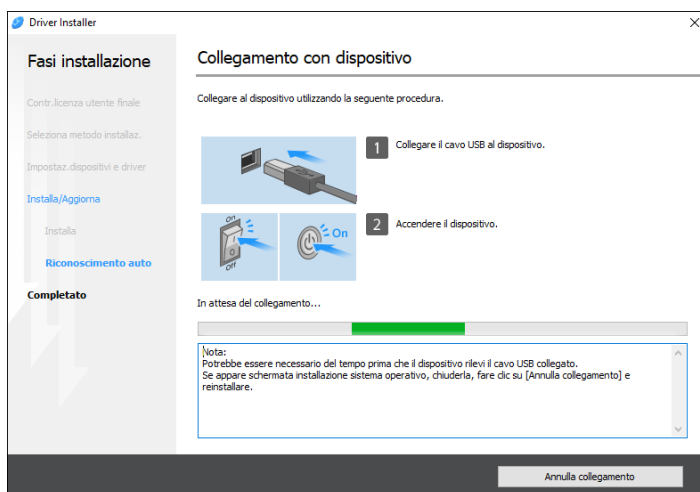 Driver Installer
Fasi installazione
Contr.licenza utente finale
Seleziona metodo installaz.
Impostaz.dispositivi e driver
Installa/Aggiorna
Installa
Riconoscimento auto
Completato
Collegamento con dispositivo
Collegare al dispositivo utilizzando la seguente procedura.
1 Collegare il cavo USB al dispositivo.
On
Off
On
2 Accendere il dispositivo.
In attesa del collegamento...
Nota:
Potrebbe essere necessario del tempo prima che il dispositivo rilevi il cavo USB collegato.
Se appare schermata installazione sistema operativo, chiuderla, fare clic su [Annulla collegamento] e
reinstallare.
Annulla collegamento